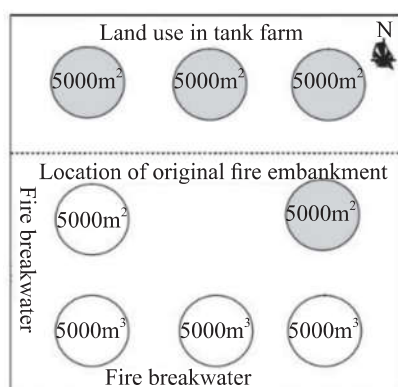 Land use in tank farm
N
5000m²
5000m²
5000m²
Location of original fire embankment
Fire breakwater
5000m²
5000m²
5000m³
5000m³
5000m³
Fire breakwater